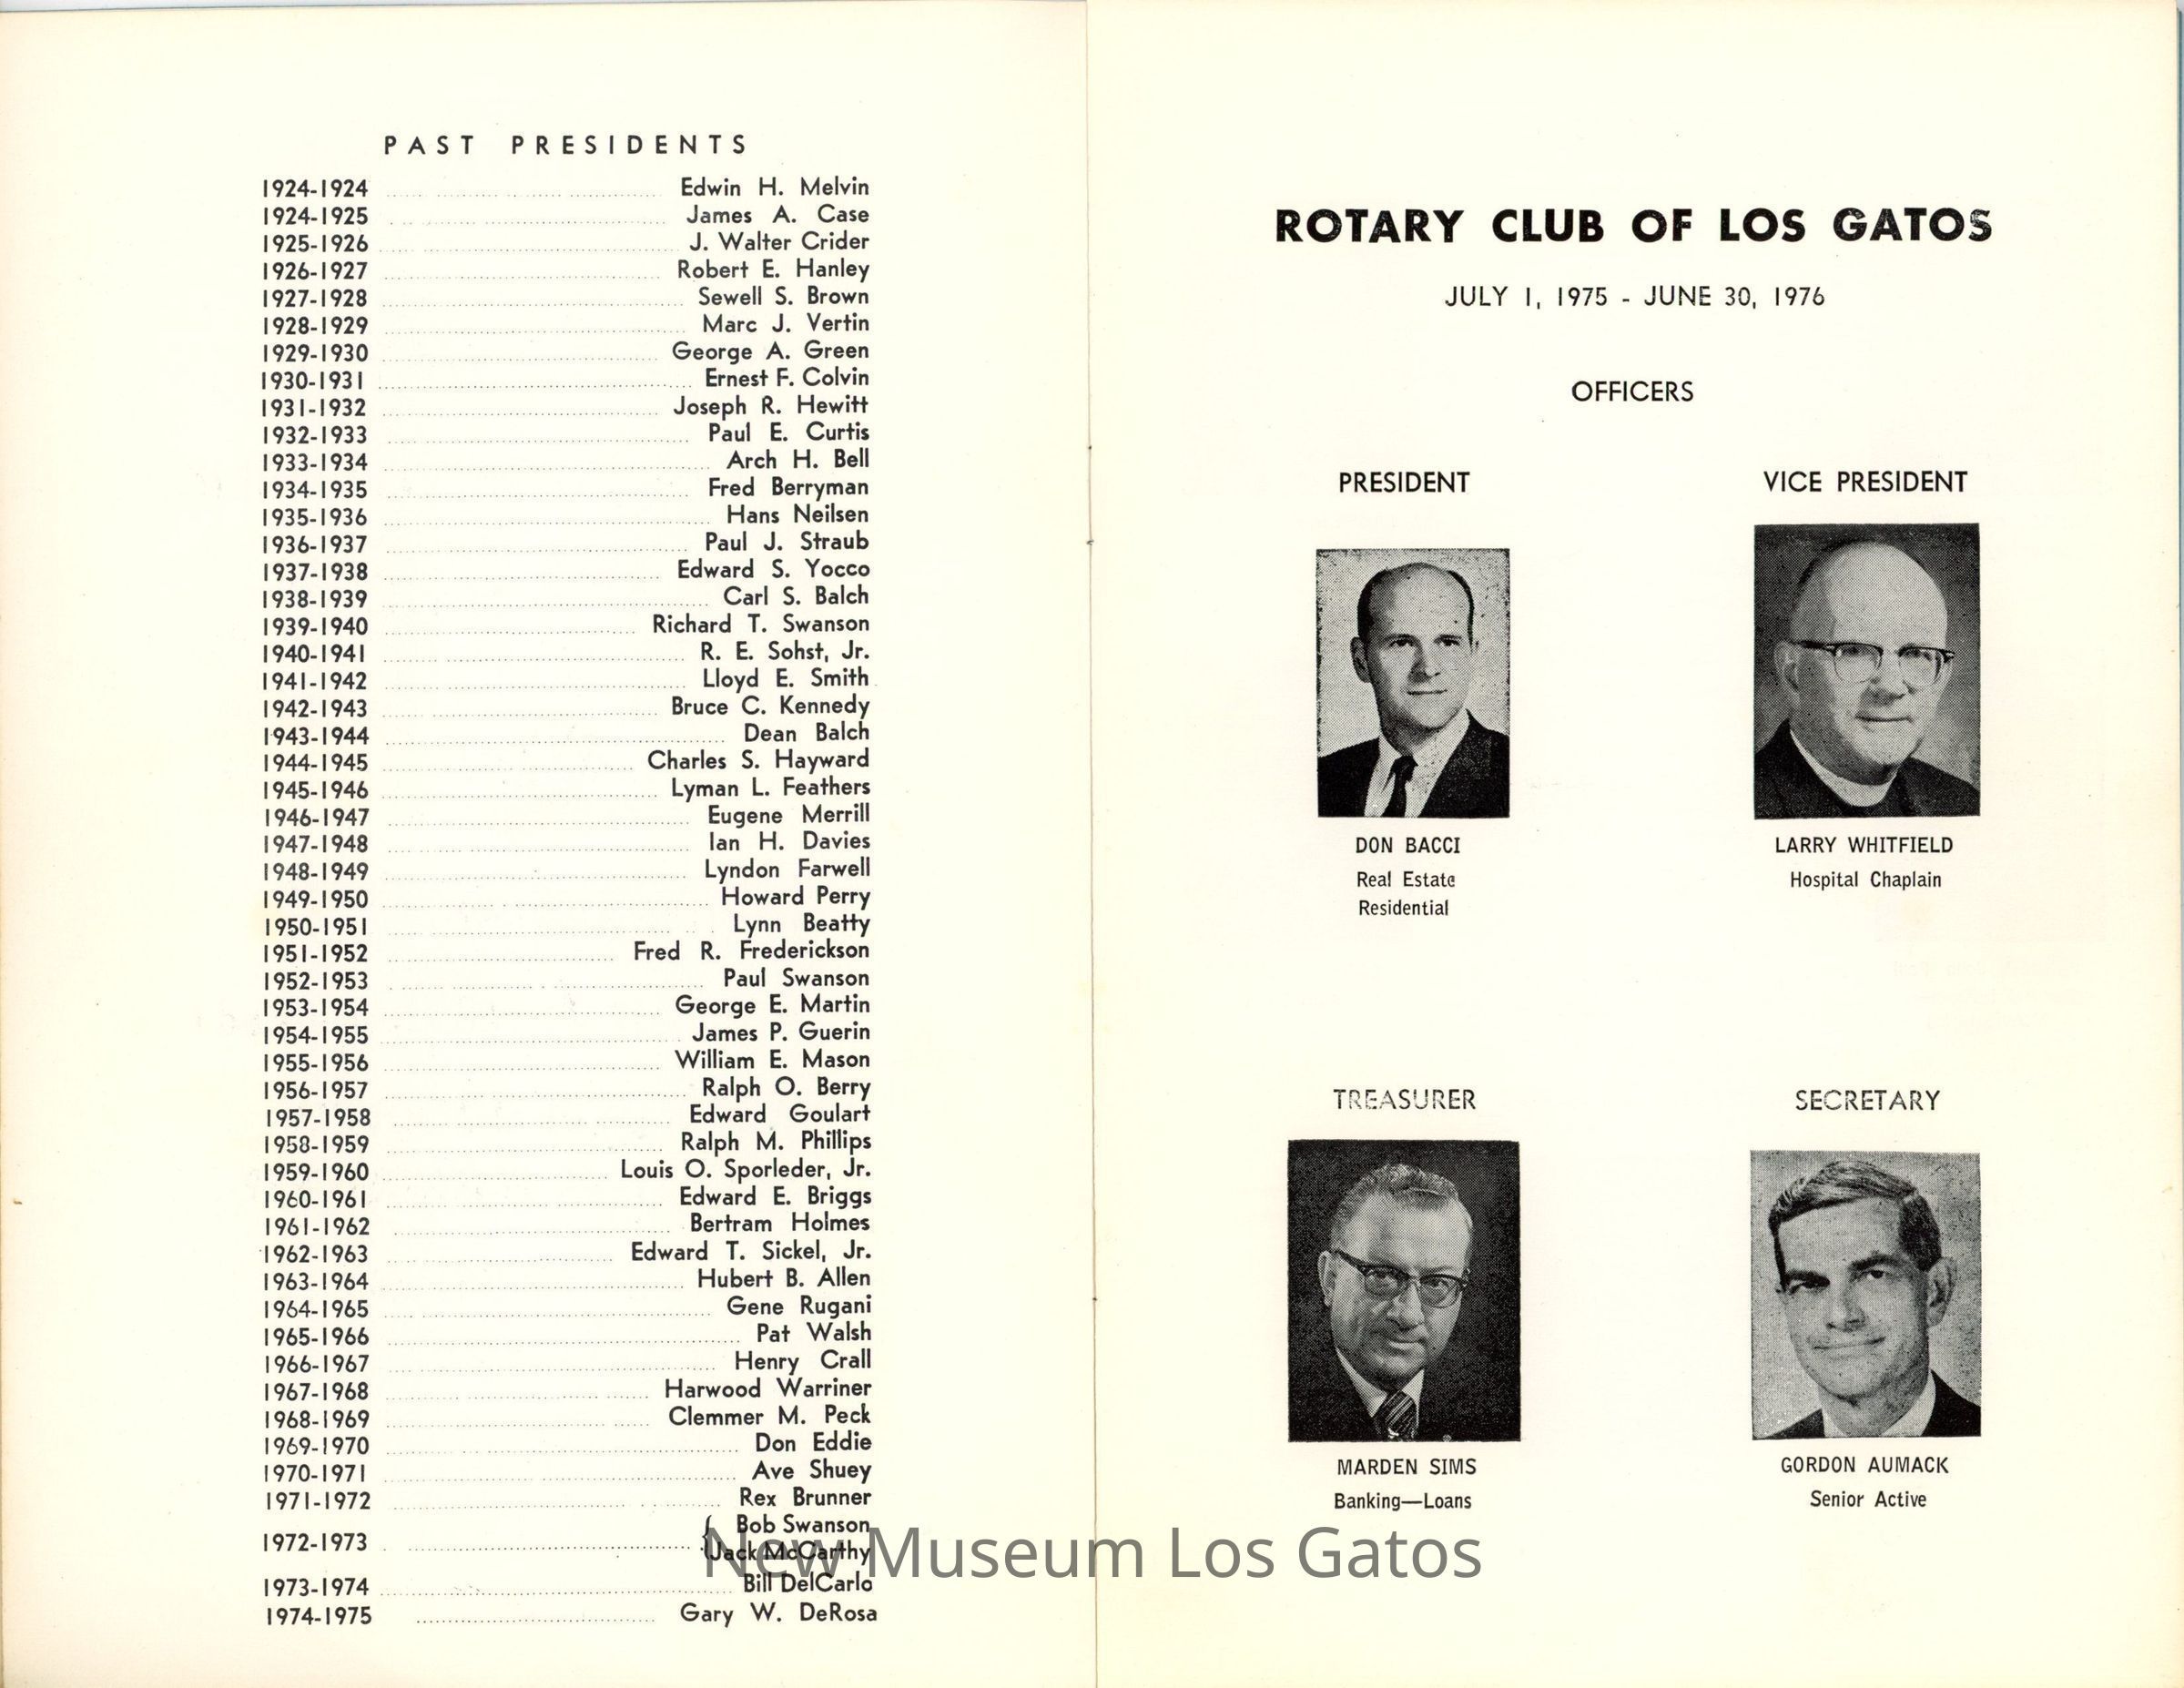 PAST PRESIDENTS
1924-1924 Edwin H. Melvin
1924-1925 James A. Case
1925-1926 J. Walter Crider
1926-1927 Robert E. Hanley
1927-1928 Sewell S. Brown
1928-1929 Marc J. Vertin
1929-1930 George A. Green
1930-1931 Ernest F. Colvin
1931-1932 Joseph R. Hewitt
1932-1933 Paul E. Curtis
1933-1934 Arch H. Bell
1934-1935 Fred Berryman
1935-1936 Hans Neilsen
1936-1937 Paul J. Straub
1937-1938 Edward S. Yocco
1938-1939 Carl S. Balch
1939-1940 Richard T. Swanson
1940-1941 R. E. Sohst, Jr.
1941-1942 Lloyd E. Smith
1942-1943 Bruce C. Kennedy
1943-1944 Dean Balch
1944-1945 Charles S. Hayward
1945-1946 Lyman L. Feathers
1946-1947 Eugene Merrill
1947-1948 Ian H. Davies
1948-1949 Lyndon Farwell
1949-1950 Howard Perry
1950-1951 Lynn Beatty
1951-1952 Fred R. Frederickson
1952-1953 Paul Swanson
1953-1954 George E. Martin
1954-1955 James P. Guerin
1955-1956 William E. Mason
1956-1957 Ralph O. Berry
1957-1958 Edward Goulart
1958-1959 Ralph M. Phillips
1959-1960 Louis O. Sporleder, Jr.
1960-1961 Edward E. Briggs
1961-1962 Bertram Holmes
1962-1963 Edward T. Sickel, Jr.
1963-1964 Hubert B. Allen
1964-1965 Gene Rugani
1965-1966 Pat Walsh
1966-1967 Henry Crall
1967-1968 Harwood Warriner
1968-1969 Clemmer M. Peck
1969-1970 Don Eddie
1970-1971 Ave Shuey
1971-1972 Rex Brunner
1972-1973 Bob Swanson
Jack McCarthy
1973-1974 Bill DelCarlo
1974-1975 Gary W. DeRosa
ROTARY CLUB OF LOS GATOS
JULY 1, 1975 - JUNE 30, 1976
OFFICERS
PRESIDENT
DON BACCI
Real Estate
Residential
VICE PRESIDENT
LARRY WHITFIELD
Hospital Chaplain
TREASURER
MARDEN SIMS
Banking—Loans
SECRETARY
GORDON AUMACK
Senior Active
New Museum Los Gatos